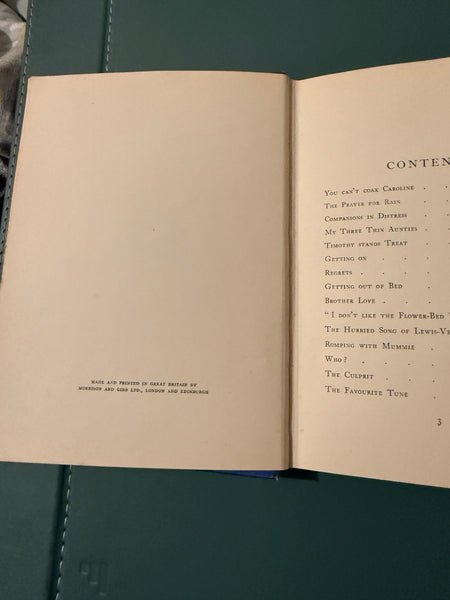 MADE AND PRINTED IN GREAT BRITAIN BY
MORRISON AND GIBB LTD., LONDON AND EDINBURGH
CONTEN
YOU CAN'T COAX CAROLINE . .
THE PRAYER FOR RAIN . .
COMPANIONS IN DISTRESS . .
MY THREE THIN AUNTIES . .
TIMOTHY STANDS TREAT . .
GETTING ON . . .
REGRETS . . . .
GETTING OUT OF BED . .
BROTHER LOVE . . .
"I DON'T LIKE THE FLOWER-BED
THE HURRIED SONG OF LEWIS-VE
ROMPING WITH MUMMIE .
WHO? . . . .
THE CULPRIT . . .
THE FAVOURITE TUNE .
3